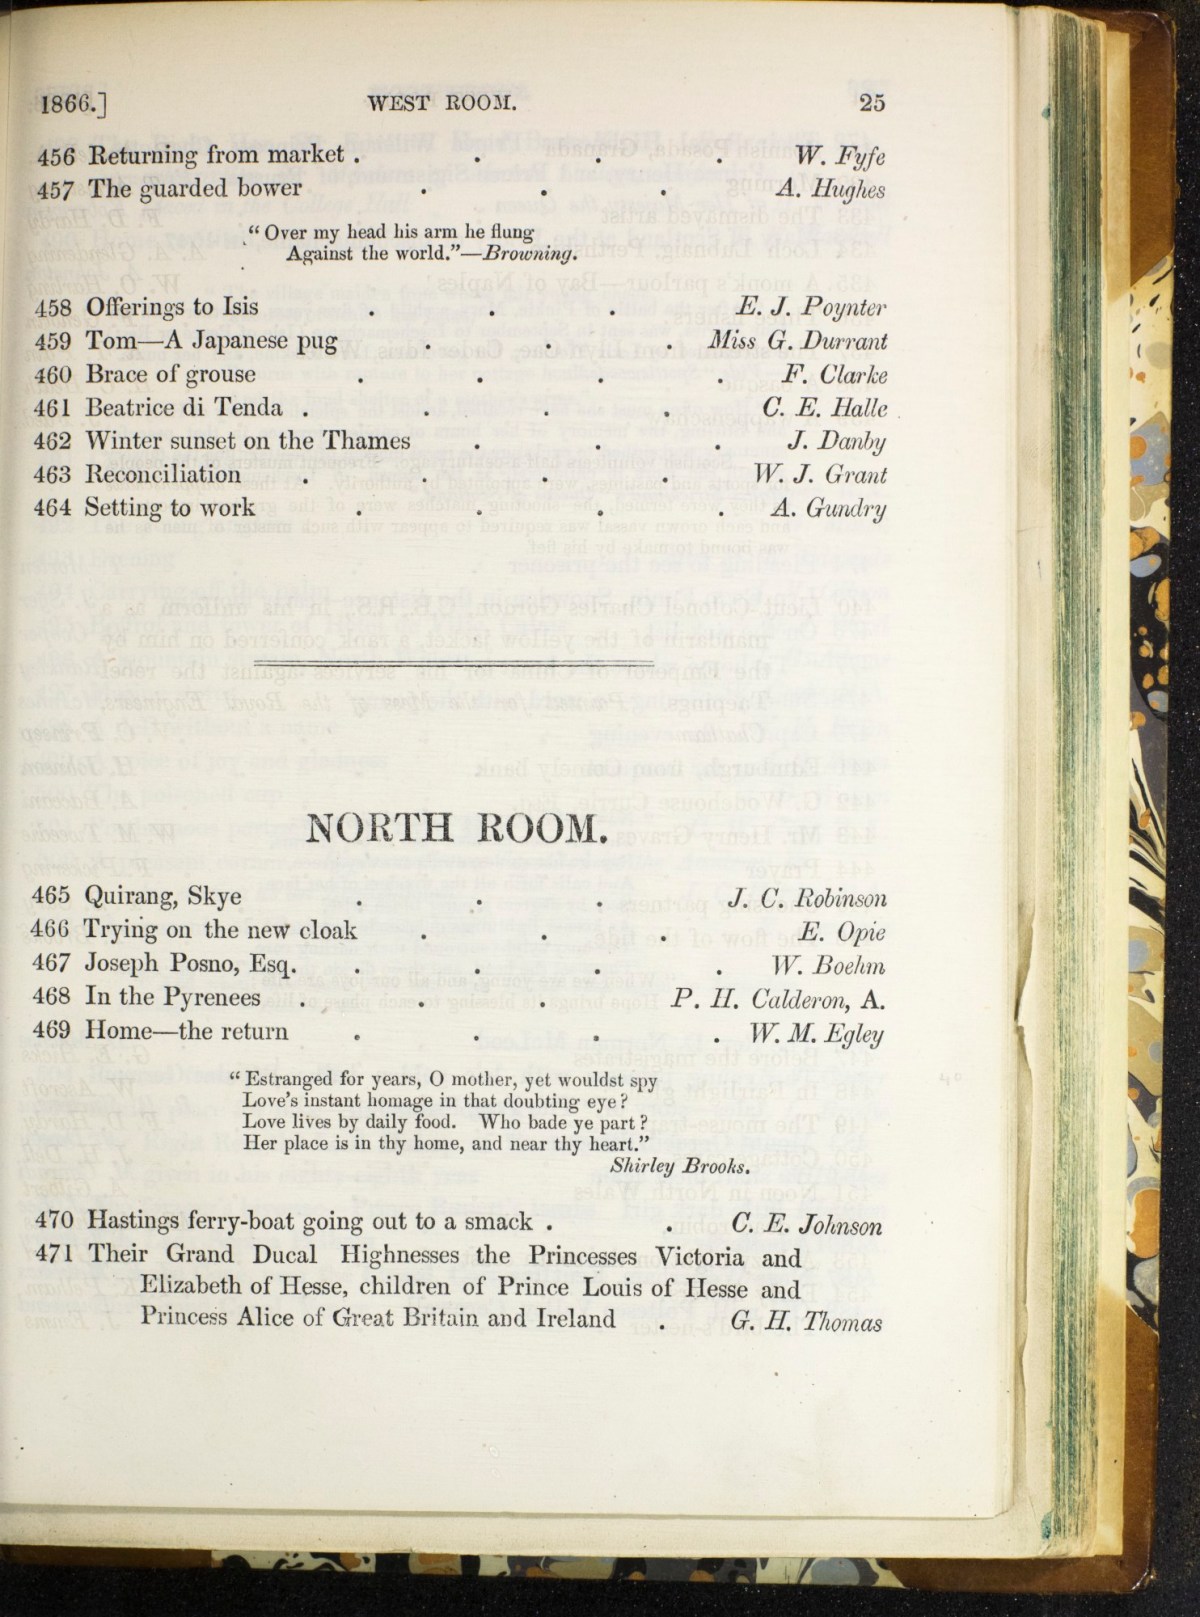 1866.] WEST ROOM. 25
456 Returning from market . . . . W. Fyfe
457 The guarded bower . . . A. Hughes
“Over my head his arm he flung
Against the world.”—Browning.
458 Offerings to Isis . . . E. J. Poynter
459 Tom—A Japanese pug . . . Miss G. Durrant
460 Brace of grouse . . . . F. Clarke
461 Beatrice di Tenda . . . . C. E. Halle
462 Winter sunset on the Thames . . . J. Danby
463 Reconciliation . . . . W. J. Grant
464 Setting to work . . . . A. Gundry
NORTH ROOM.
465 Quirang, Skye . . . J. C. Robinson
466 Trying on the new cloak . . . E. Opie
467 Joseph Posno, Esq. . . . . W. Boehm
468 In the Pyrenees . . . P. H. Calderon, A.
469 Home—the return . . . . W. M. Egley
“Estranged for years, O mother, yet wouldst spy
Love’s instant homage in that doubting eye?
Love lives by daily food. Who bade ye part?
Her place is in thy home, and near thy heart.”
Shirley Brooks.
470 Hastings ferry-boat going out to a smack . . C. E. Johnson
471 Their Grand Ducal Highnesses the Princesses Victoria and
Elizabeth of Hesse, children of Prince Louis of Hesse and
Princess Alice of Great Britain and Ireland . G. H. Thomas